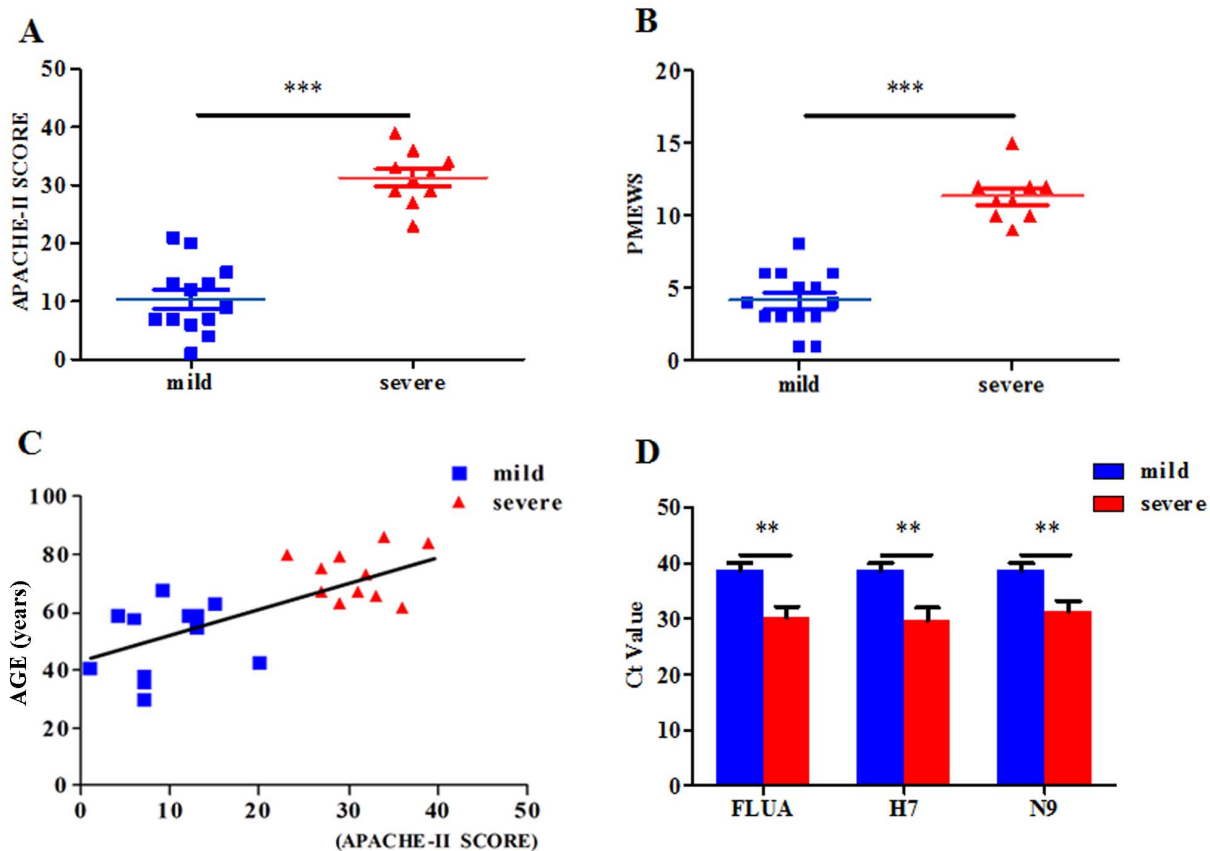 A
APACHE-II SCORE
50
40
30
20
10
0
***
mild
severe
B
PMEWS
20
15
10
5
0
***
mild
severe
C
mild
severe
AGE (years)
100
80
60
40
20
0
0
10
20
30
40
50
(APACHE-II SCORE)
D
mild
severe
Ct Value
50
40
30
20
10
0
**
**
**
FLUA
H7
N9